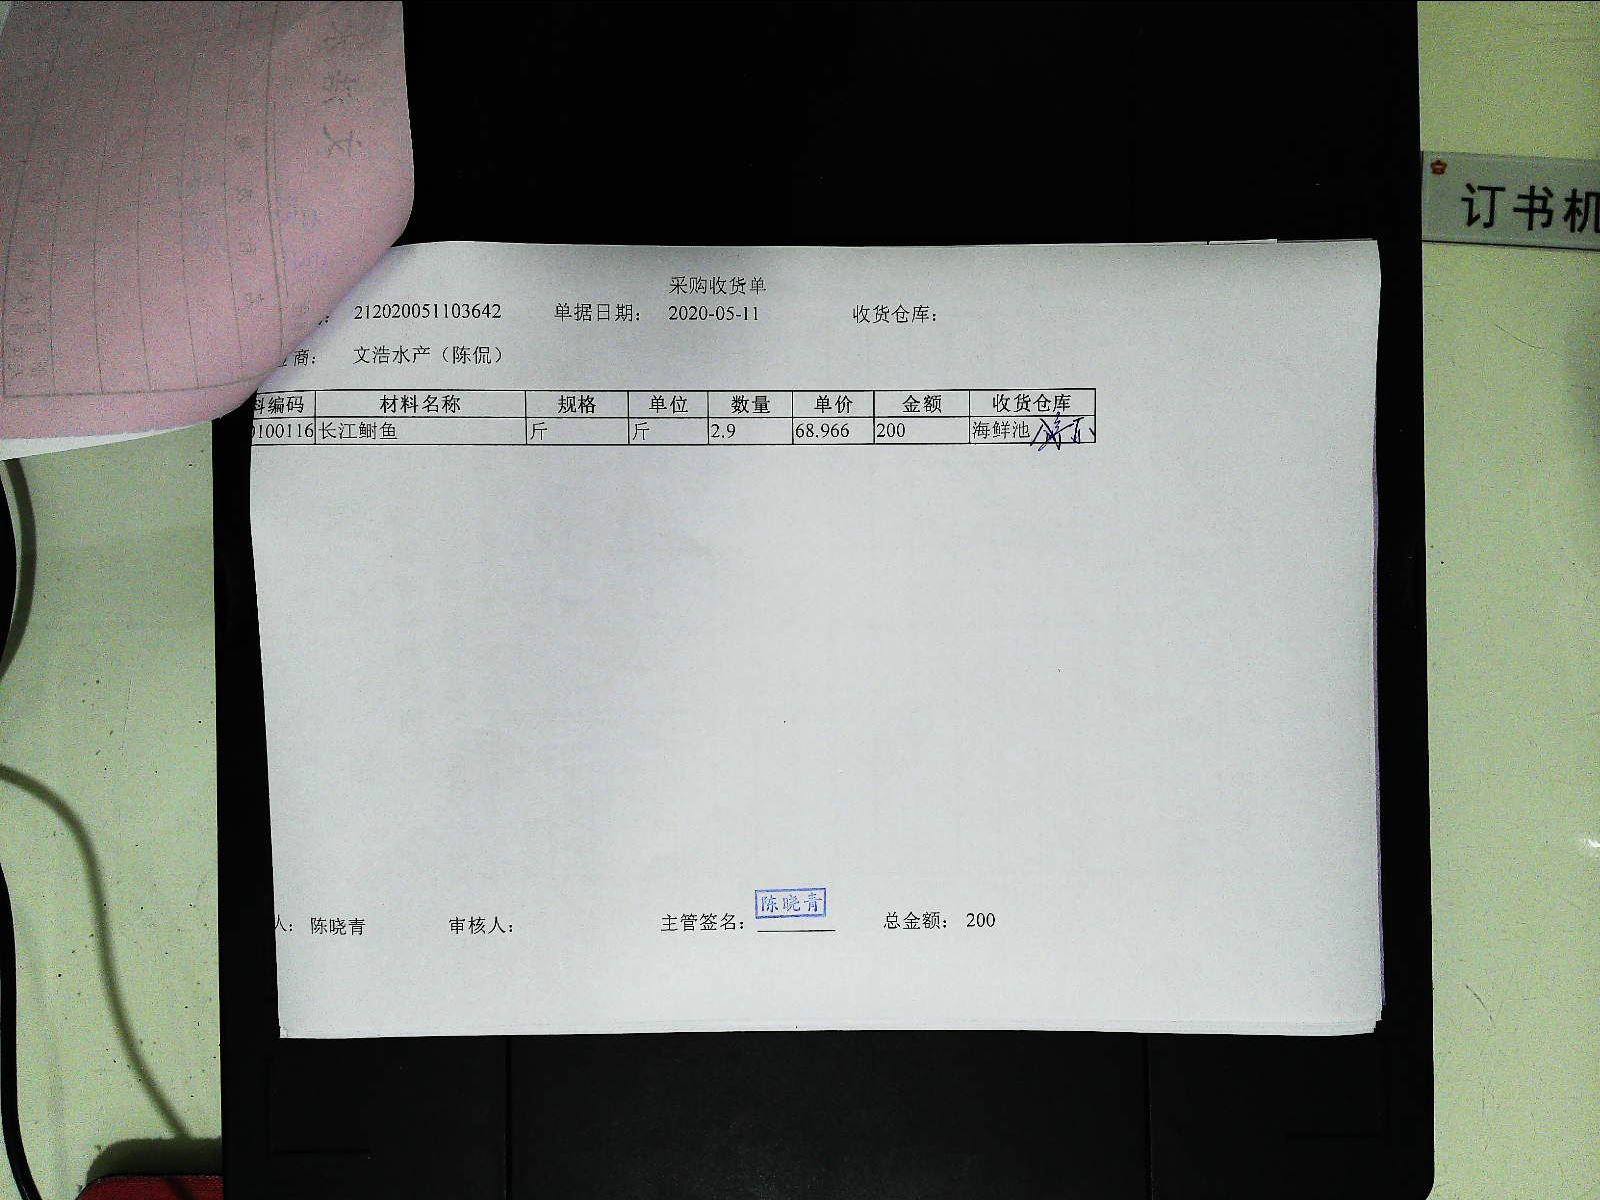 订书机
采购收货单
: 212020051103642 单据日期: 2020-05-11 收货仓库:
商: 文浩水产（陈侃）
料编码 材料名称 规格 单位 数量 单价 金额 收货仓库
0100116 长江鮰鱼 斤 斤 2.9 68.966 200 海鲜池
人: 陈晓青 审核人: 主管签名: 陈晓青 总金额: 200